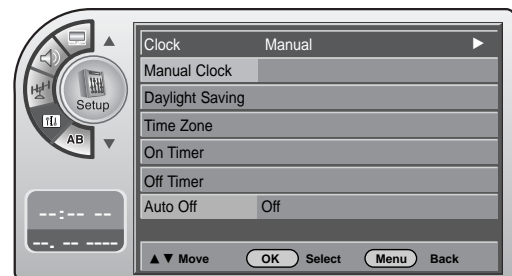 Clock Manual ▶
Manual Clock
Daylight Saving
Time Zone
On Timer
Off Timer
Auto Off Off
▲▼ Move OK Select Menu Back
Setup
AB
--:-- --
--. -- ----